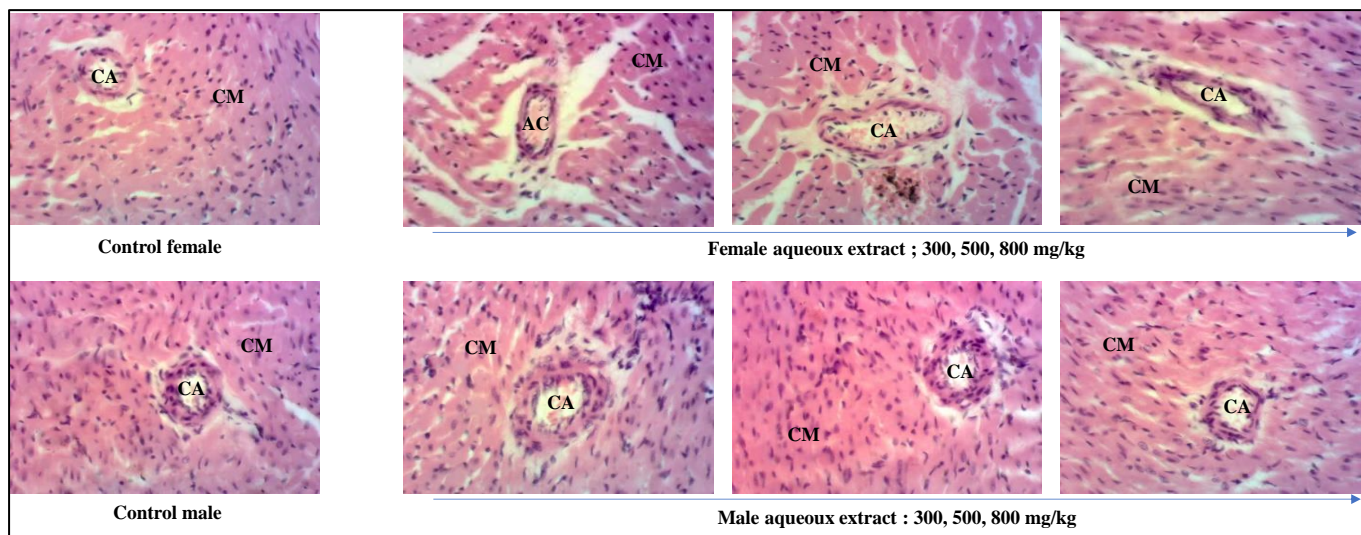 CA
CM
CM
AC
CM
CA
CA
CM
Control female
Female aqueoux extract ; 300, 500, 800 mg/kg
CM
CA
CM
CA
CA
CM
CM
CA
Control male
Male aqueoux extract : 300, 500, 800 mg/kg